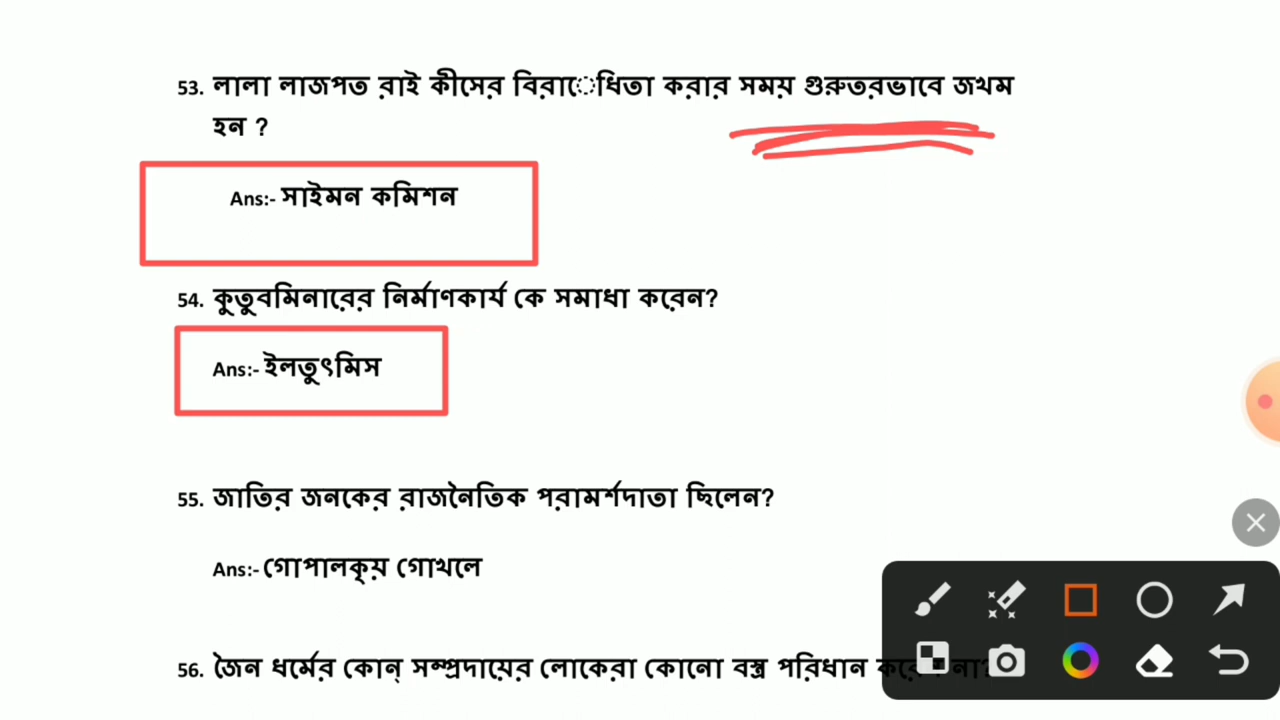 53. লালা লাজপত রাই কীসের বিরােধিতা করার সময় গুরুতরভাবে জখম
হন ?
Ans:- সাইমন কমিশন
54. কুতুবমিনারের নির্মাণকার্য কে সমাধা করেন?
Ans:- ইলতুৎমিস
55. জাতির জনকের রাজনৈতিক পরামর্শদাতা ছিলেন?
Ans:- গোপালকৃয় গোখলে
56. জৈন ধর্মের কোন্ সম্প্রদায়ের লোকেরা কোনো বস্ত্র পরিধান না?